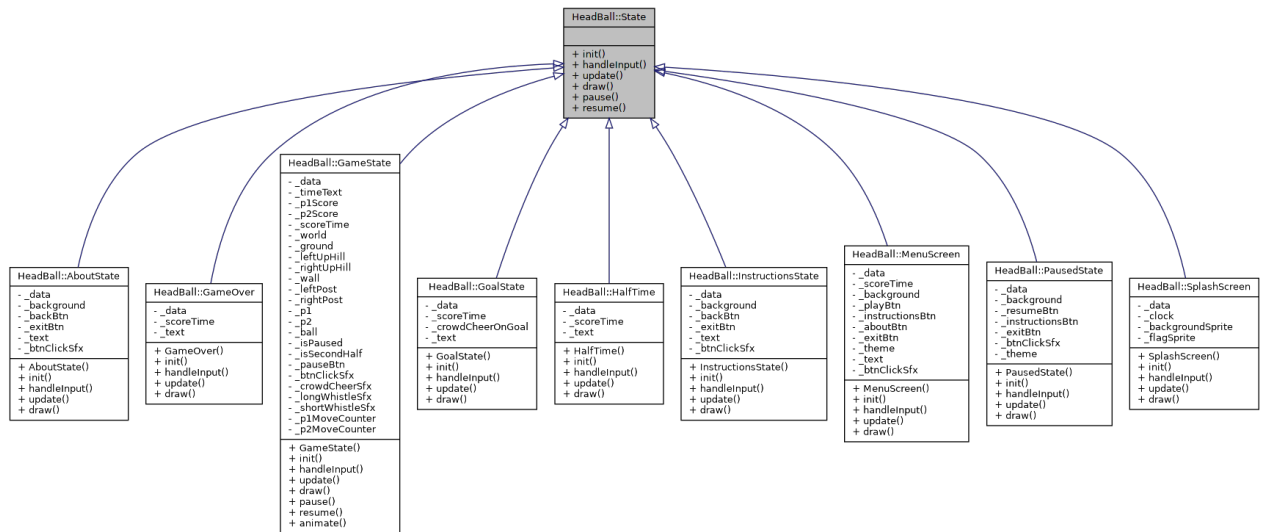 HeadBall::State
+ init()
+ handleInput()
+ update()
+ draw()
+ pause()
+ resume()
HeadBall::AboutState
- _data
- _background
- _backBtn
- _exitBtn
- _text
- _btnClickSfx
+ AboutState()
+ init()
+ handleInput()
+ update()
+ draw()
HeadBall::GameOver
- _data
- _scoreTime
- _text
+ GameOver()
+ init()
+ handleInput()
+ update()
+ draw()
HeadBall::GameState
- _data
- _timeText
- _p1Score
- _p2Score
- _scoreTime
- _world
- _ground
- _leftUpHill
- _rightUpHill
- _wall
- _leftPost
- _rightPost
- _p1
- _p2
- _ball
- _isPaused
- _isSecondHalf
- _pauseBtn
- _btnClickSfx
- _crowdCheerSfx
- _longWhistleSfx
- _shortWhistleSfx
- _p1MoveCounter
- _p2MoveCounter
+ GameState()
+ init()
+ handleInput()
+ update()
+ draw()
+ pause()
+ resume()
+ animate()
HeadBall::GoalState
- _data
- _scoreTime
- _crowdCheerOnGoal
- _text
+ GoalState()
+ init()
+ handleInput()
+ update()
+ draw()
HeadBall::HalfTime
- _data
- _scoreTime
- _text
+ HalfTime()
+ init()
+ handleInput()
+ update()
+ draw()
HeadBall::InstructionsState
- _data
- _background
- _backBtn
- _exitBtn
- _text
- _btnClickSfx
+ InstructionsState()
+ init()
+ handleInput()
+ update()
+ draw()
HeadBall::MenuScreen
- _data
- _scoreTime
- _background
- _playBtn
- _instructionsBtn
- _aboutBtn
- _exitBtn
- _theme
- _text
- _btnClickSfx
+ MenuScreen()
+ init()
+ handleInput()
+ update()
+ draw()
HeadBall::PausedState
- _data
- _background
- _resumeBtn
- _instructionsBtn
- _exitBtn
- _btnClickSfx
- _theme
+ PausedState()
+ init()
+ handleInput()
+ update()
+ draw()
HeadBall::SplashScreen
- _data
- _clock
- _backgroundSprite
- _flagSprite
+ SplashScreen()
+ init()
+ handleInput()
+ update()
+ draw()